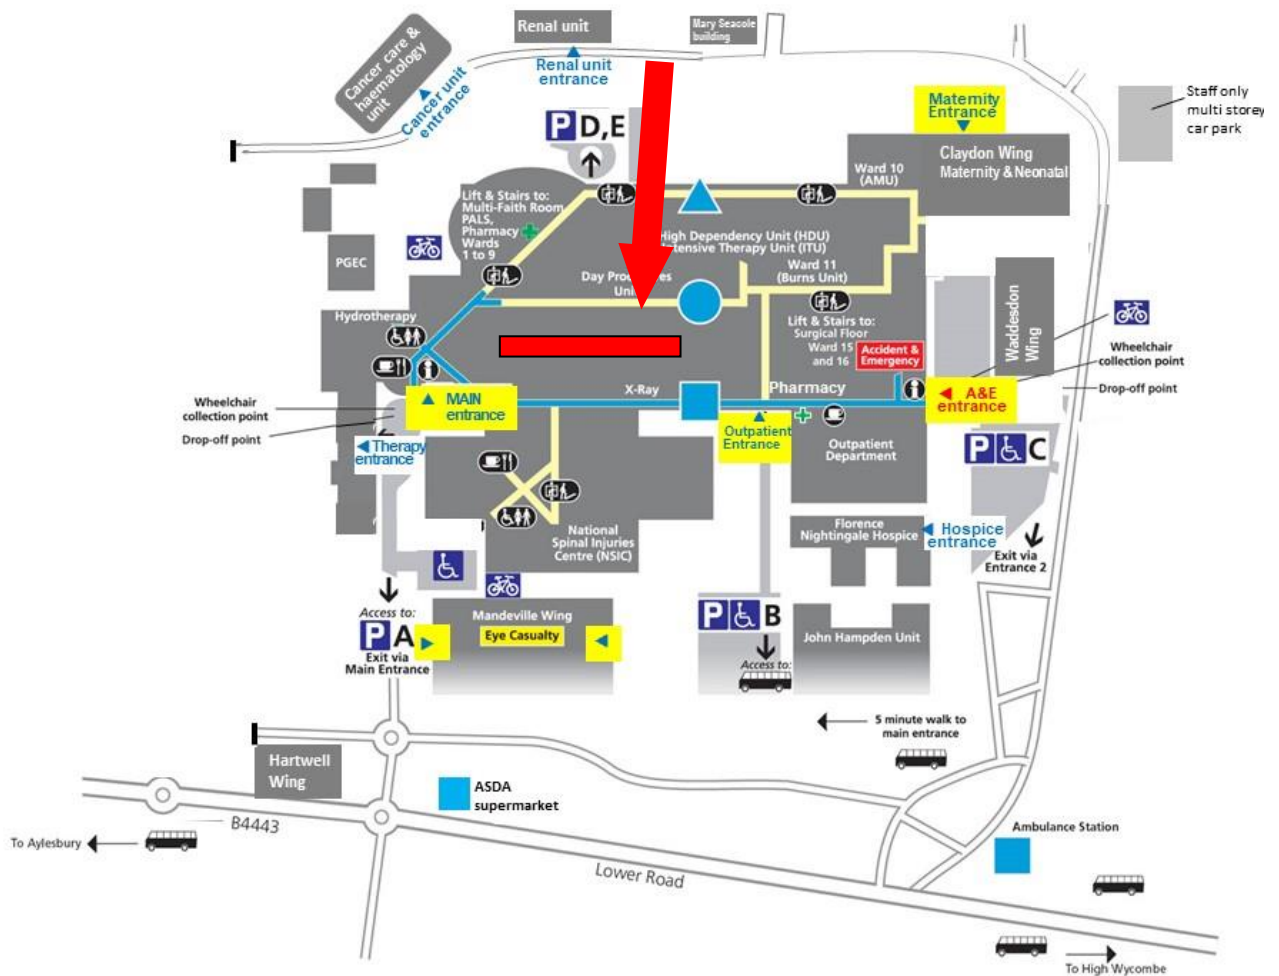 Renal unit
Mary Seacole
building
Cancer care &
haematology
unit
Cancer unit
entrance
Renal unit
entrance
Staff only
multi storey
car park
Maternity
Entrance
P D,E
Claydon Wing
Maternity & Neonatal
Ward 10
(AMU)
Lift & Stairs to:
Multi-Faith Room
PALS,
Pharmacy
Wards
1 to 9
High Dependency Unit (HDU)
Intensive Therapy Unit (ITU)
PGEC
Day
Ward 11
(Burns Unit)
Hydrotherapy
Lift & Stairs to:
Surgical Floor
Ward 15
and 16
Accident &
Emergency
Waddesdon
Wing
Wheelchair
collection point
Drop-off point
i
X-Ray
Pharmacy
i
A&E
entrance
MAIN
entrance
Wheelchair
collection point
Drop-off point
Therapy
entrance
Outpatient
Entrance
Outpatient
Department
P C
National
Spinal Injuries
Centre (NSIC)
Florence
Nightingale Hospice
Hospice
entrance
Exit via
Entrance 2
Access to:
P A
Exit via
Main Entrance
Mandeville Wing
Eye Casualty
P B
Access to:
John Hampden Unit
5 minute walk to
main entrance
Hartwell
Wing
ASDA
supermarket
B4443
To Aylesbury
Lower Road
Ambulance Station
To High Wycombe